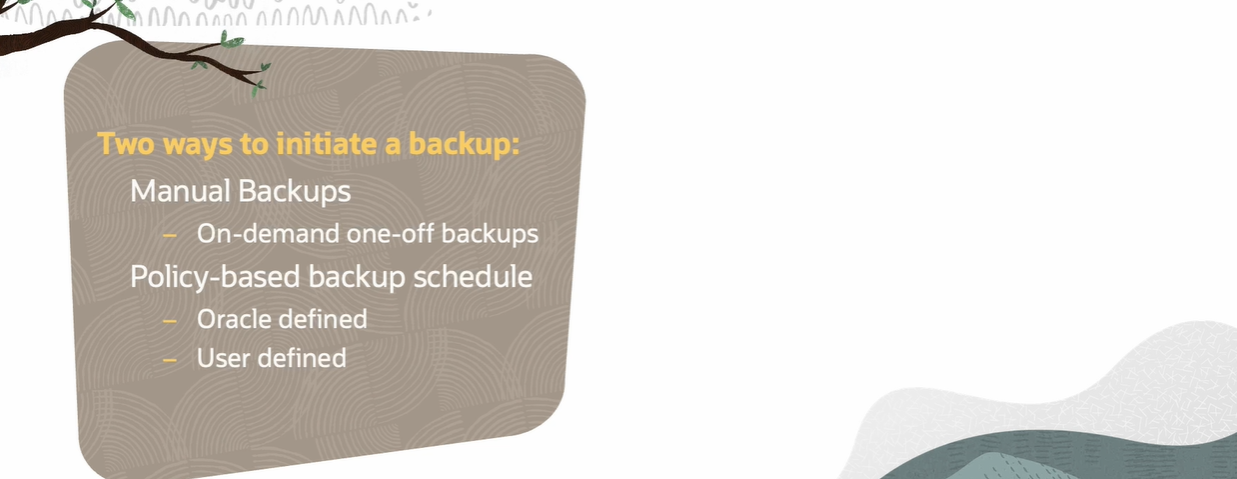 Two ways to initiate a backup:
Manual Backups
– On-demand one-off backups
Policy-based backup schedule
– Oracle defined
– User defined